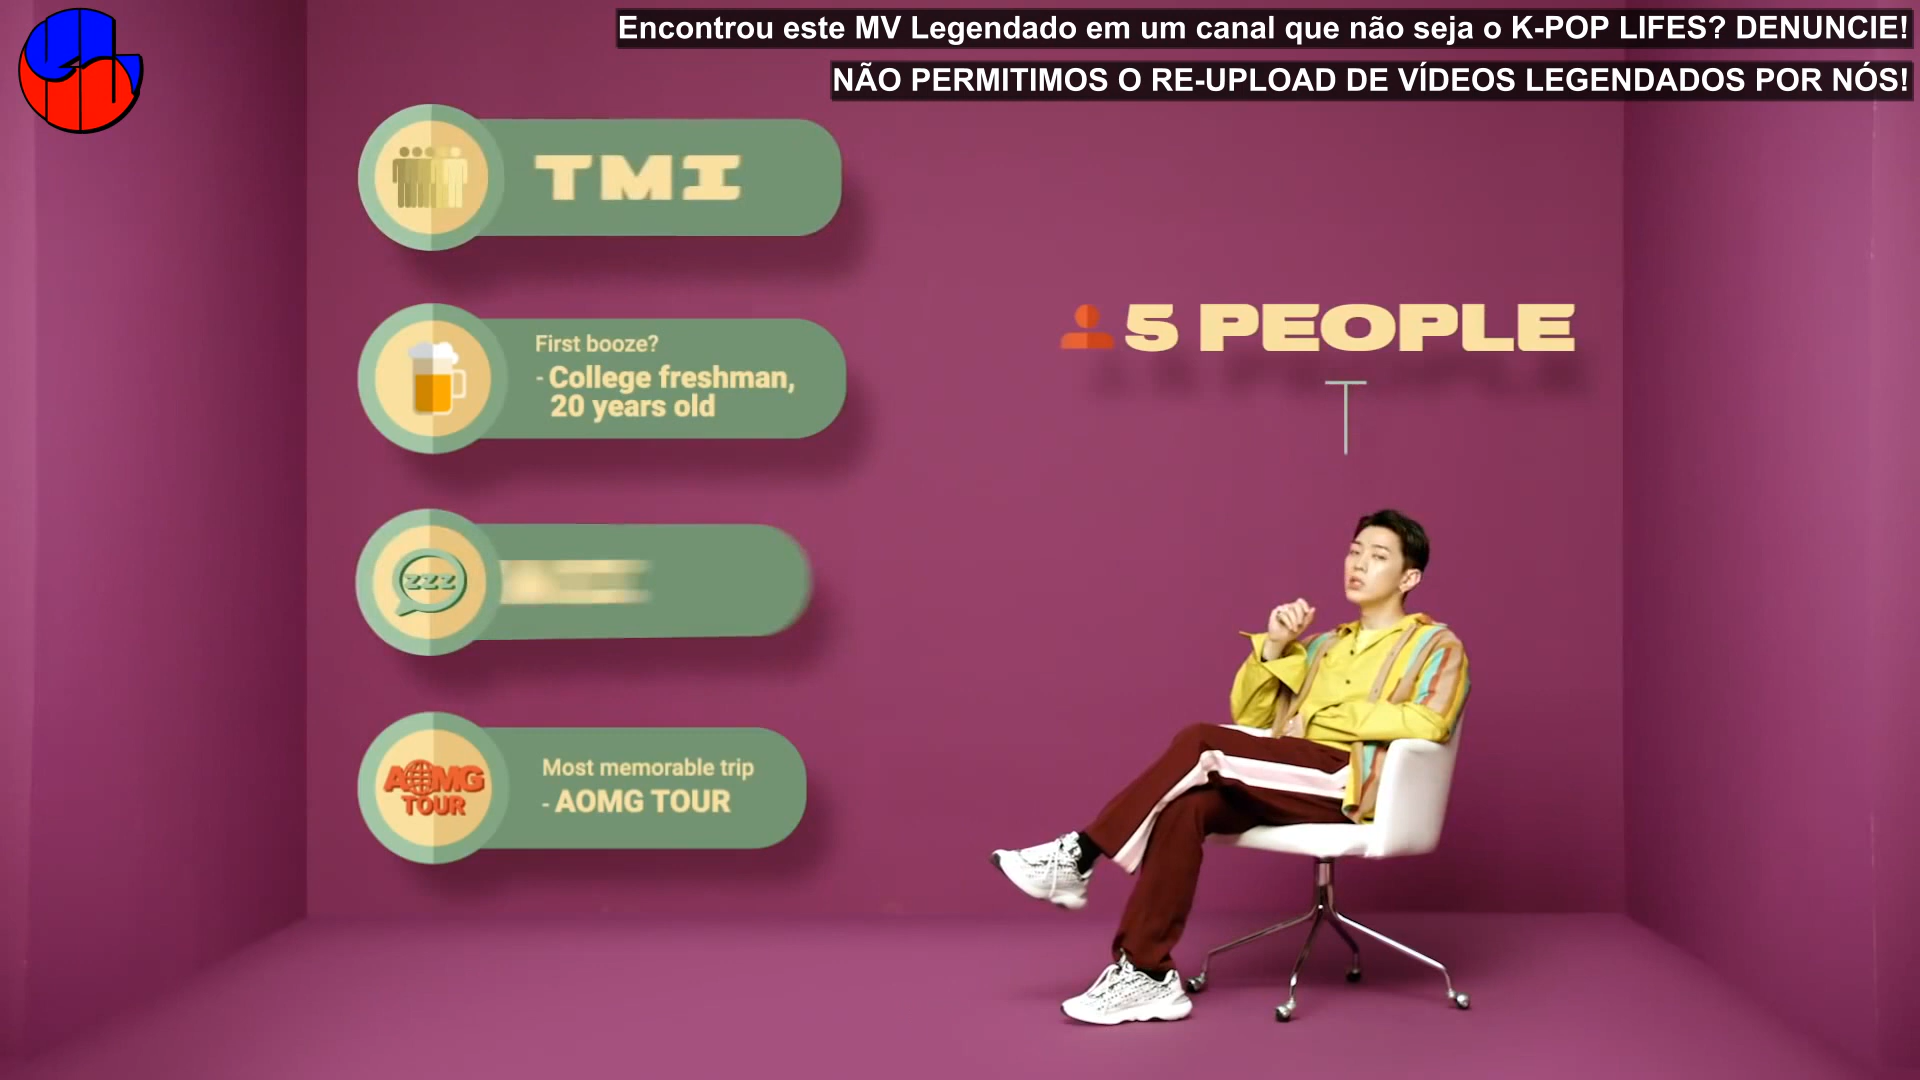 Encontrou este MV Legendado em um canal que não seja o K-POP LIFES? DENUNCIE!
NÃO PERMITIMOS O RE-UPLOAD DE VÍDEOS LEGENDADOS POR NÓS!
TMI
First booze?
- College freshman,
20 years old
zzz
AOMG
TOUR
Most memorable trip
- AOMG TOUR
5 PEOPLE